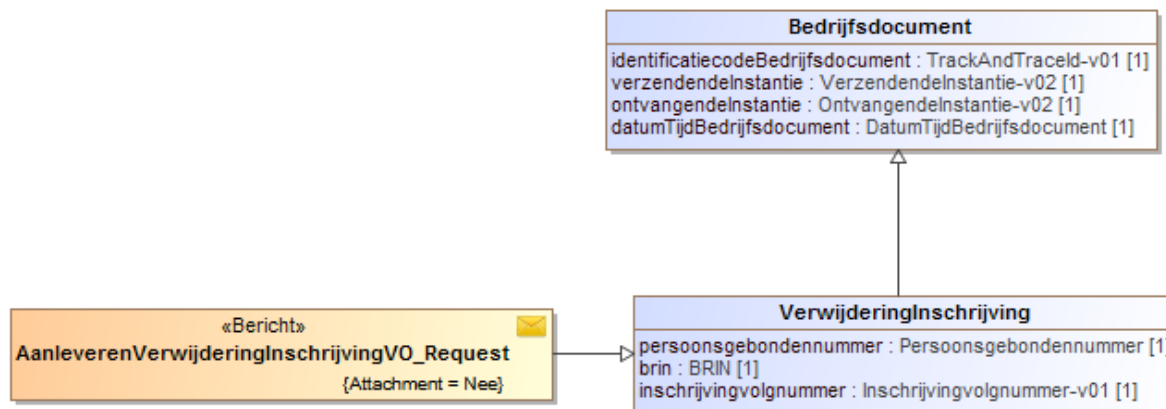 Bedrijfsdocument
identificatiecodeBedrijfsdocument : TrackAndTraceId-v01 [1]
verzendendeInstantie : VerzendendeInstantie-v02 [1]
ontvangendeInstantie : OntvangendeInstantie-v02 [1]
datumTijdBedrijfsdocument : DatumTijdBedrijfsdocument [1]
«Bericht»
AanleverenVerwijderingInschrijvingVO_Request
{Attachment = Nee}
VerwijderingInschrijving
persoonsgebondennummer : Persoonsgebondennummer [1]
brin : BRIN [1]
inschrijvingvolgnummer : Inschrijvingvolgnummer-v01 [1]